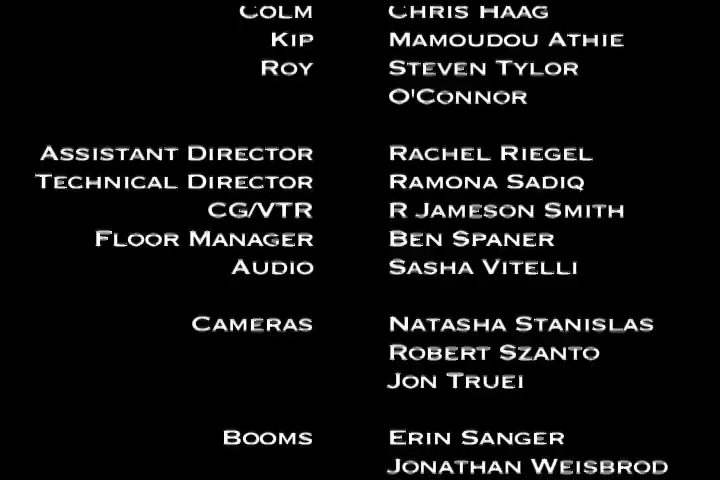 COLM CHRIS HAAG
KIP MAMOUDOU ATHIE
ROY STEVEN TYLOR
O'CONNOR
ASSISTANT DIRECTOR RACHEL RIEGEL
TECHNICAL DIRECTOR RAMONA SADIQ
CG/VTR R JAMESON SMITH
FLOOR MANAGER BEN SPANER
AUDIO SASHA VITELLI
CAMERAS NATASHA STANISLAS
ROBERT SZANTO
JON TRUEI
BOOMS ERIN SANGER
JONATHAN WEISBROD